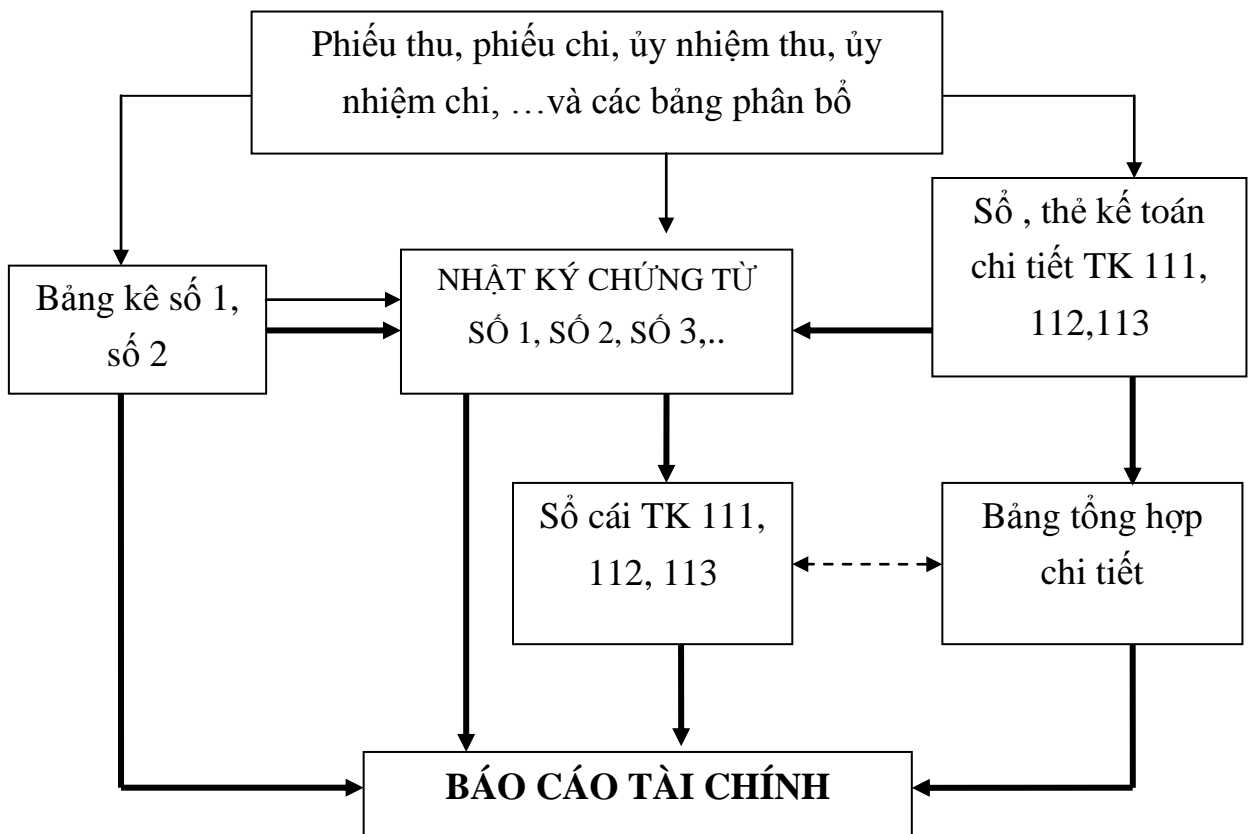 Phiếu thu, phiếu chi, ủy nhiệm thu, ủy
nhiệm chi, …và các bảng phân bổ
Sổ , thẻ kế toán
chi tiết TK 111,
112,113
Bảng kê số 1,
số 2
NHẬT KÝ CHỨNG TỪ
SỐ 1, SỐ 2, SỐ 3,..
Sổ cái TK 111,
112, 113
Bảng tổng hợp
chi tiết
BÁO CÁO TÀI CHÍNH